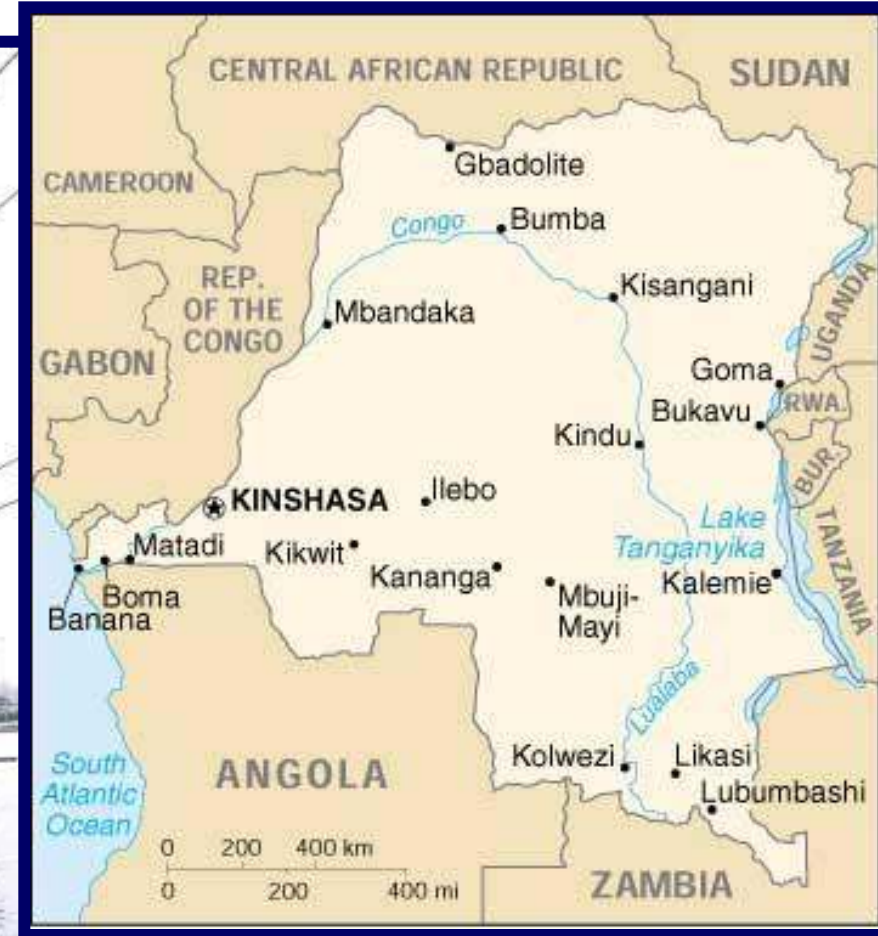 CENTRAL AFRICAN REPUBLIC
SUDAN
Gbadolite
CAMEROON
Congo
Bumba
REP.
OF THE
CONGO
Kisangani
UGANDA
Mbandaka
GABON
Goma
RWA.
Bukavu
Kindu
BUR.
KINSHASA
Ilebo
Lake
Tanganyika
TANZANIA
Matadi
Kikwit
Kananga
Kalemie
Boma
Banana
Mbuji-
Mayi
Lualaba
South
Atlantic
Ocean
ANGOLA
Kolwezi
Likasi
Lubumbashi
0 200 400 km
0 200 400 mi
ZAMBIA